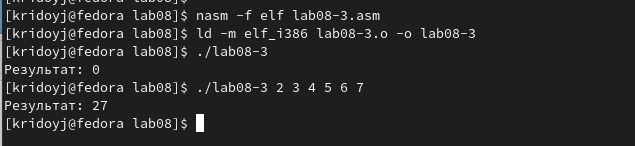 [kridoyj@fedora lab08]$ nasm -f elf lab08-3.asm
[kridoyj@fedora lab08]$ ld -m elf_i386 lab08-3.o -o lab08-3
[kridoyj@fedora lab08]$ ./lab08-3
Результат: 0
[kridoyj@fedora lab08]$ ./lab08-3 2 3 4 5 6 7
Результат: 27
[kridoyj@fedora lab08]$